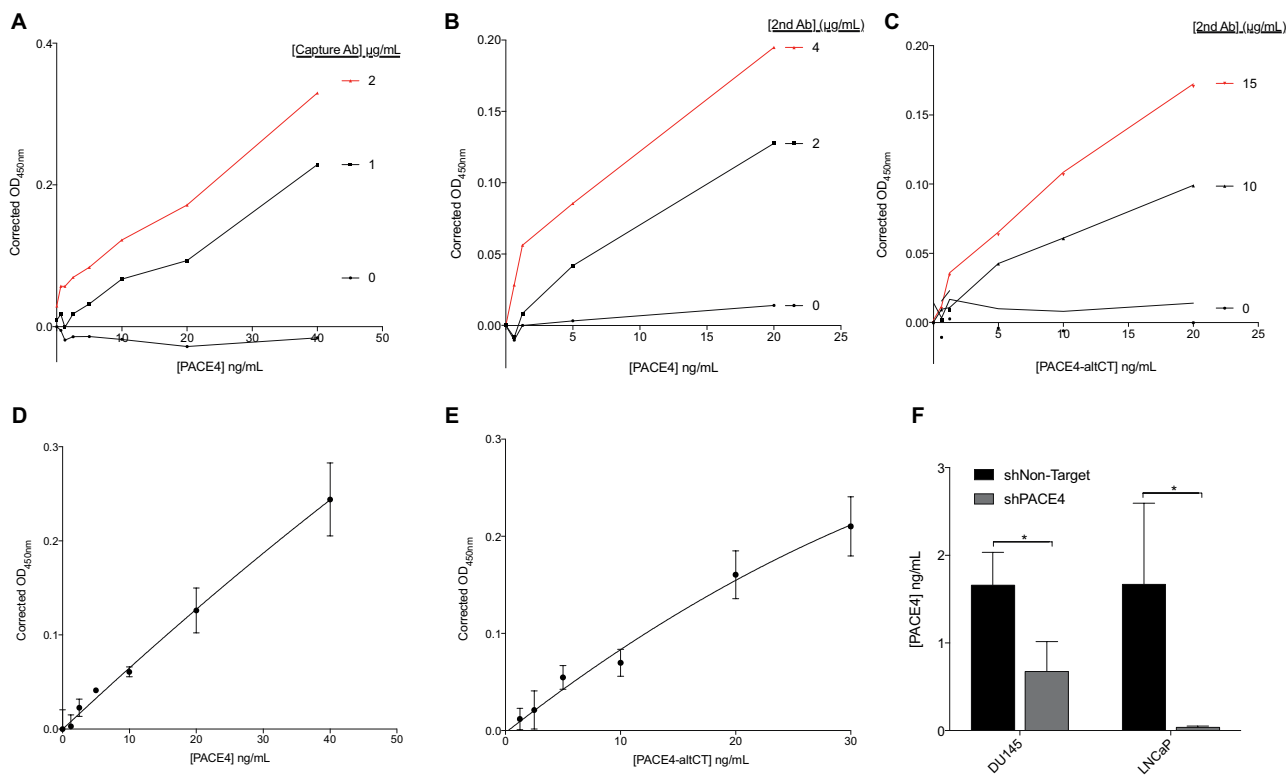 A
[Capture Ab] µg/mL
0.4
0.2
0.0
Corrected OD450nm
2
1
0
10
20
30
40
50
[PACE4] ng/mL
B
[2nd Ab] (µg/mL)
0.20
0.15
0.10
0.05
0.00
Corrected OD450nm
4
2
0
5
10
15
20
25
[PACE4] ng/mL
C
[2nd Ab] (µg/mL)
0.20
0.15
0.10
0.05
0.00
Corrected OD450nm
15
10
0
5
10
15
20
25
[PACE4-altCT] ng/mL
D
0.3
0.2
0.1
0.0
Corrected OD450nm
0
10
20
30
40
50
[PACE4] ng/mL
E
0.3
0.2
0.1
0.0
Corrected OD450nm
0
10
20
30
[PACE4-altCT] ng/mL
F
shNon-Target
shPACE4
3
2
1
0
[PACE4] ng/mL
*
*
DU145
LNCaP